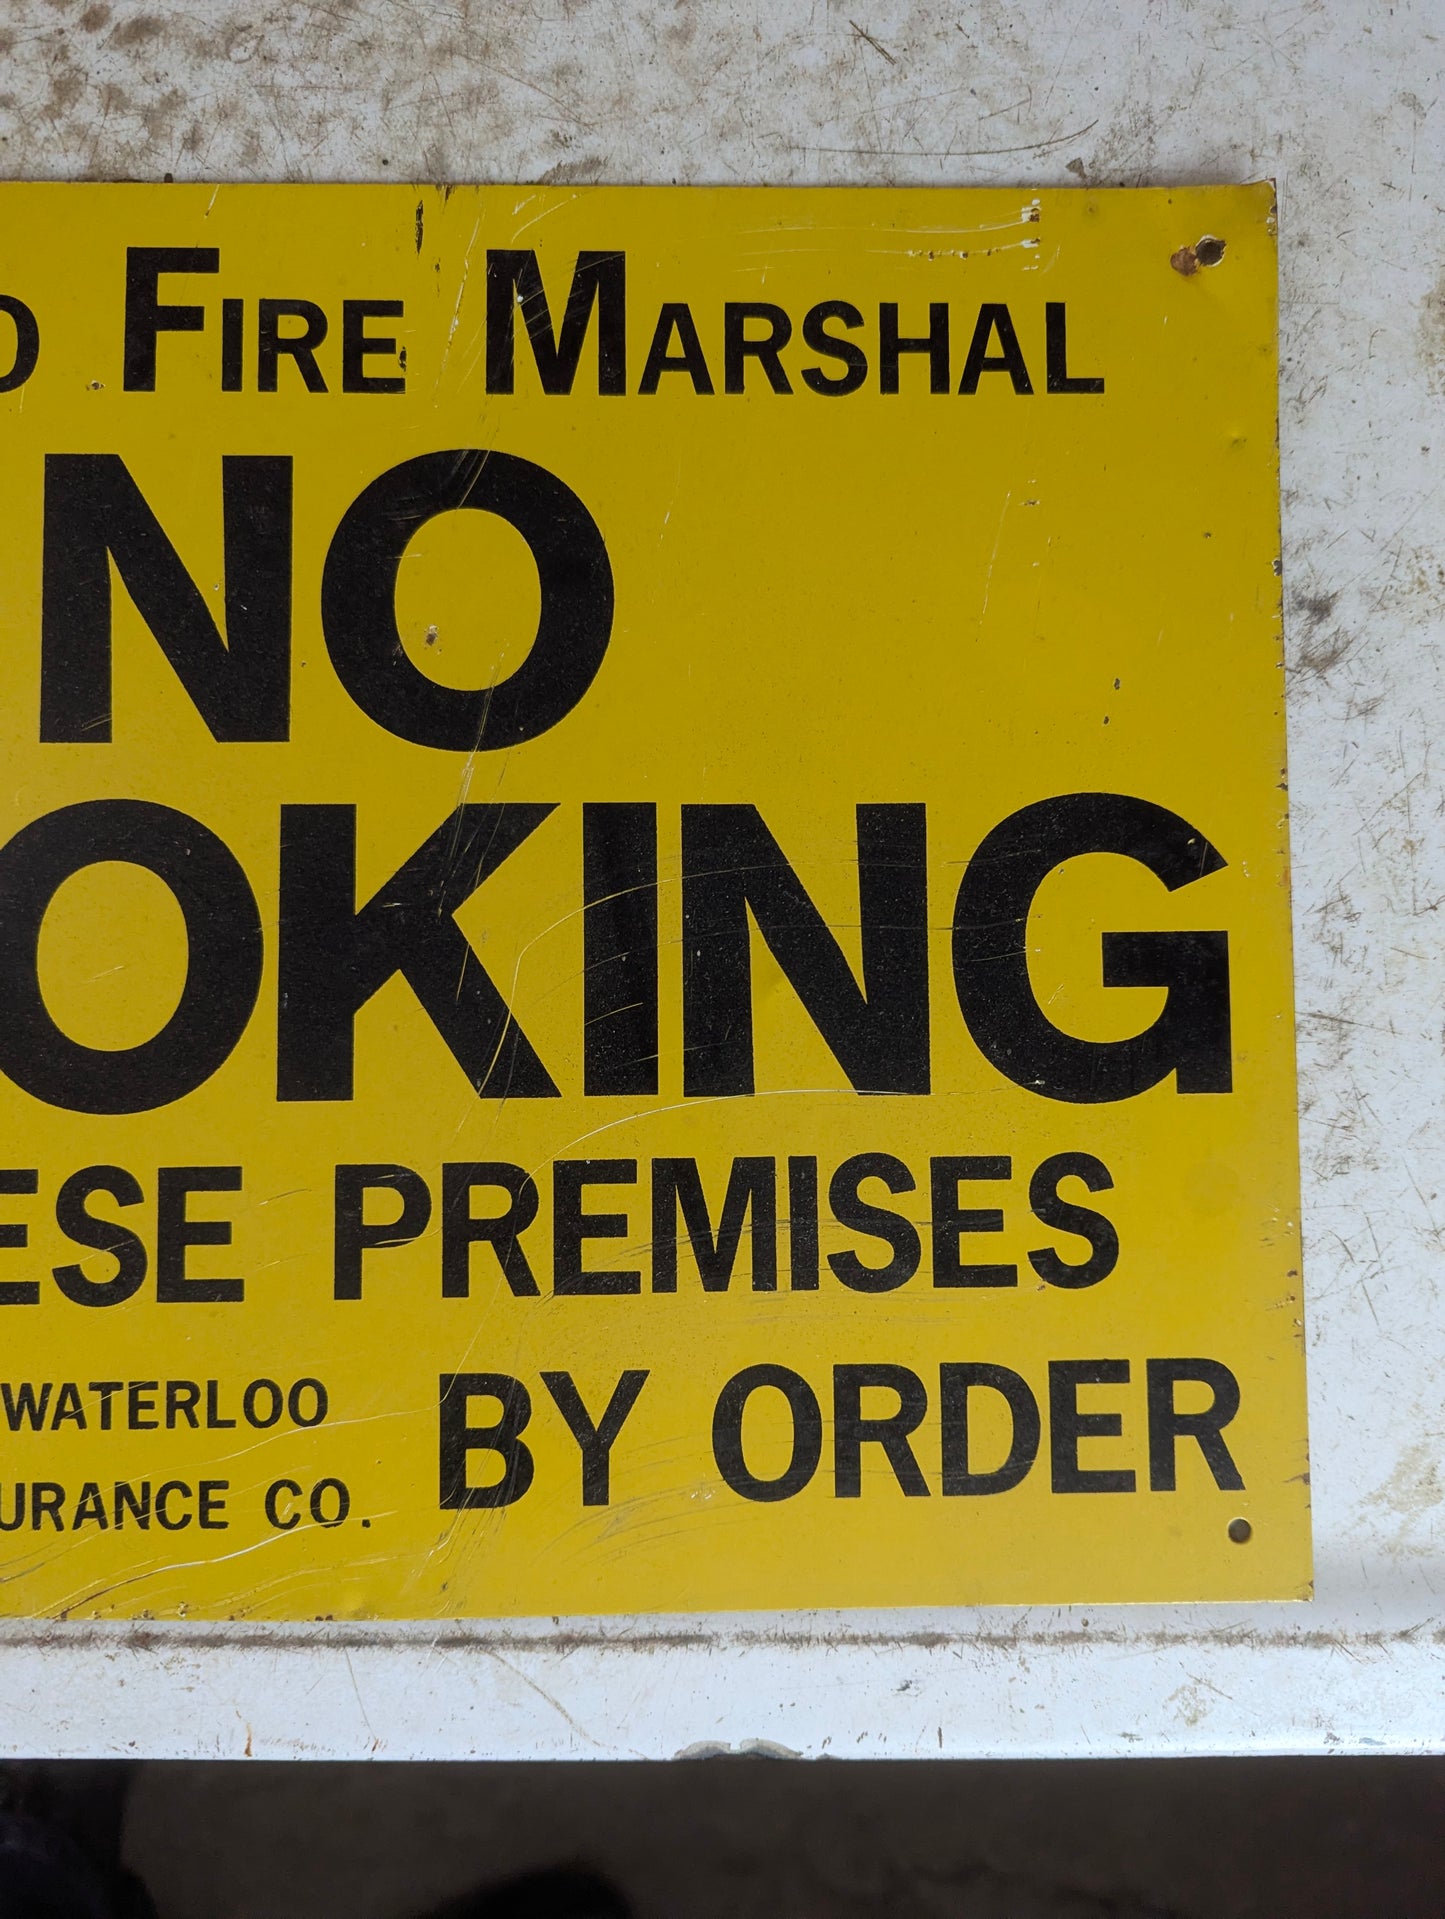 D FIRE MARSHAL
NO
OKING
ESE PREMISES
WATERLOO
URANCE CO.
BY ORDER